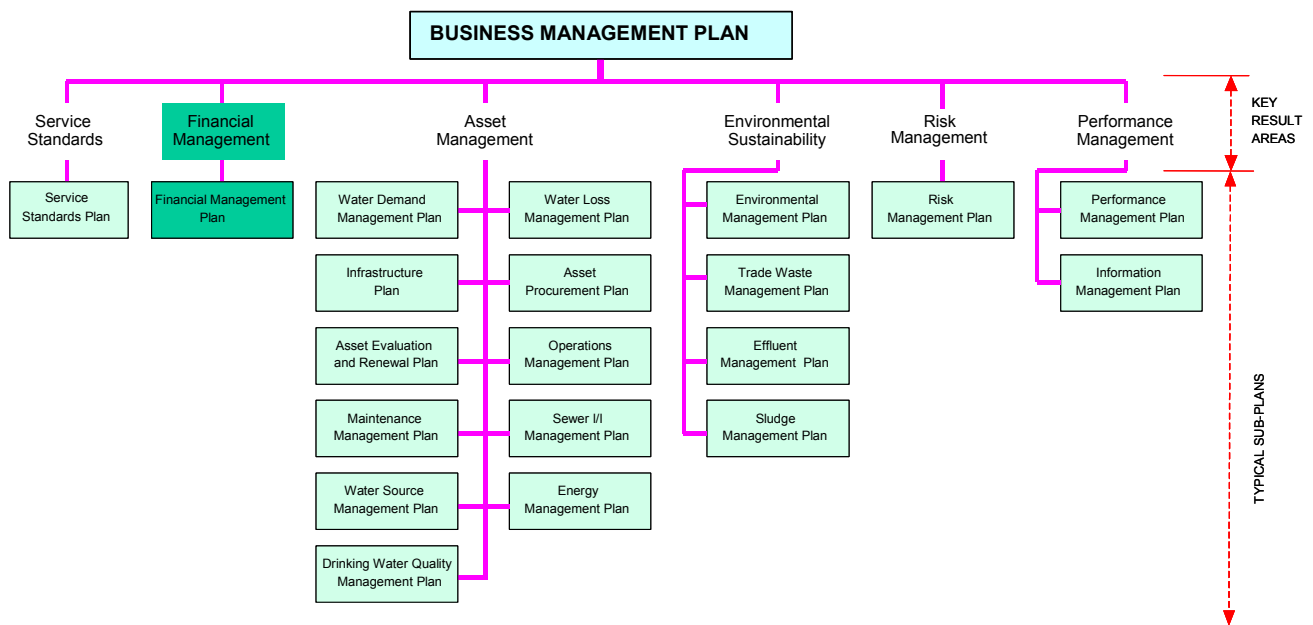 BUSINESS MANAGEMENT PLAN
Service
Standards
Financial
Management
Asset
Management
Environmental
Sustainability
Risk
Management
Performance
Management
KEY
RESULT
AREAS
Service
Standards Plan
Financial Management
Plan
Water Demand
Management Plan
Water Loss
Management Plan
Environmental
Management Plan
Risk
Management Plan
Performance
Management Plan
Infrastructure
Plan
Asset
Procurement Plan
Trade Waste
Management Plan
Information
Management Plan
Asset Evaluation
and Renewal Plan
Operations
Management Plan
Effluent
Management Plan
Maintenance
Management Plan
Sewer I/I
Management Plan
Sludge
Management Plan
Water Source
Management Plan
Energy
Management Plan
Drinking Water Quality
Management Plan
TYPICAL SUB-PLANS